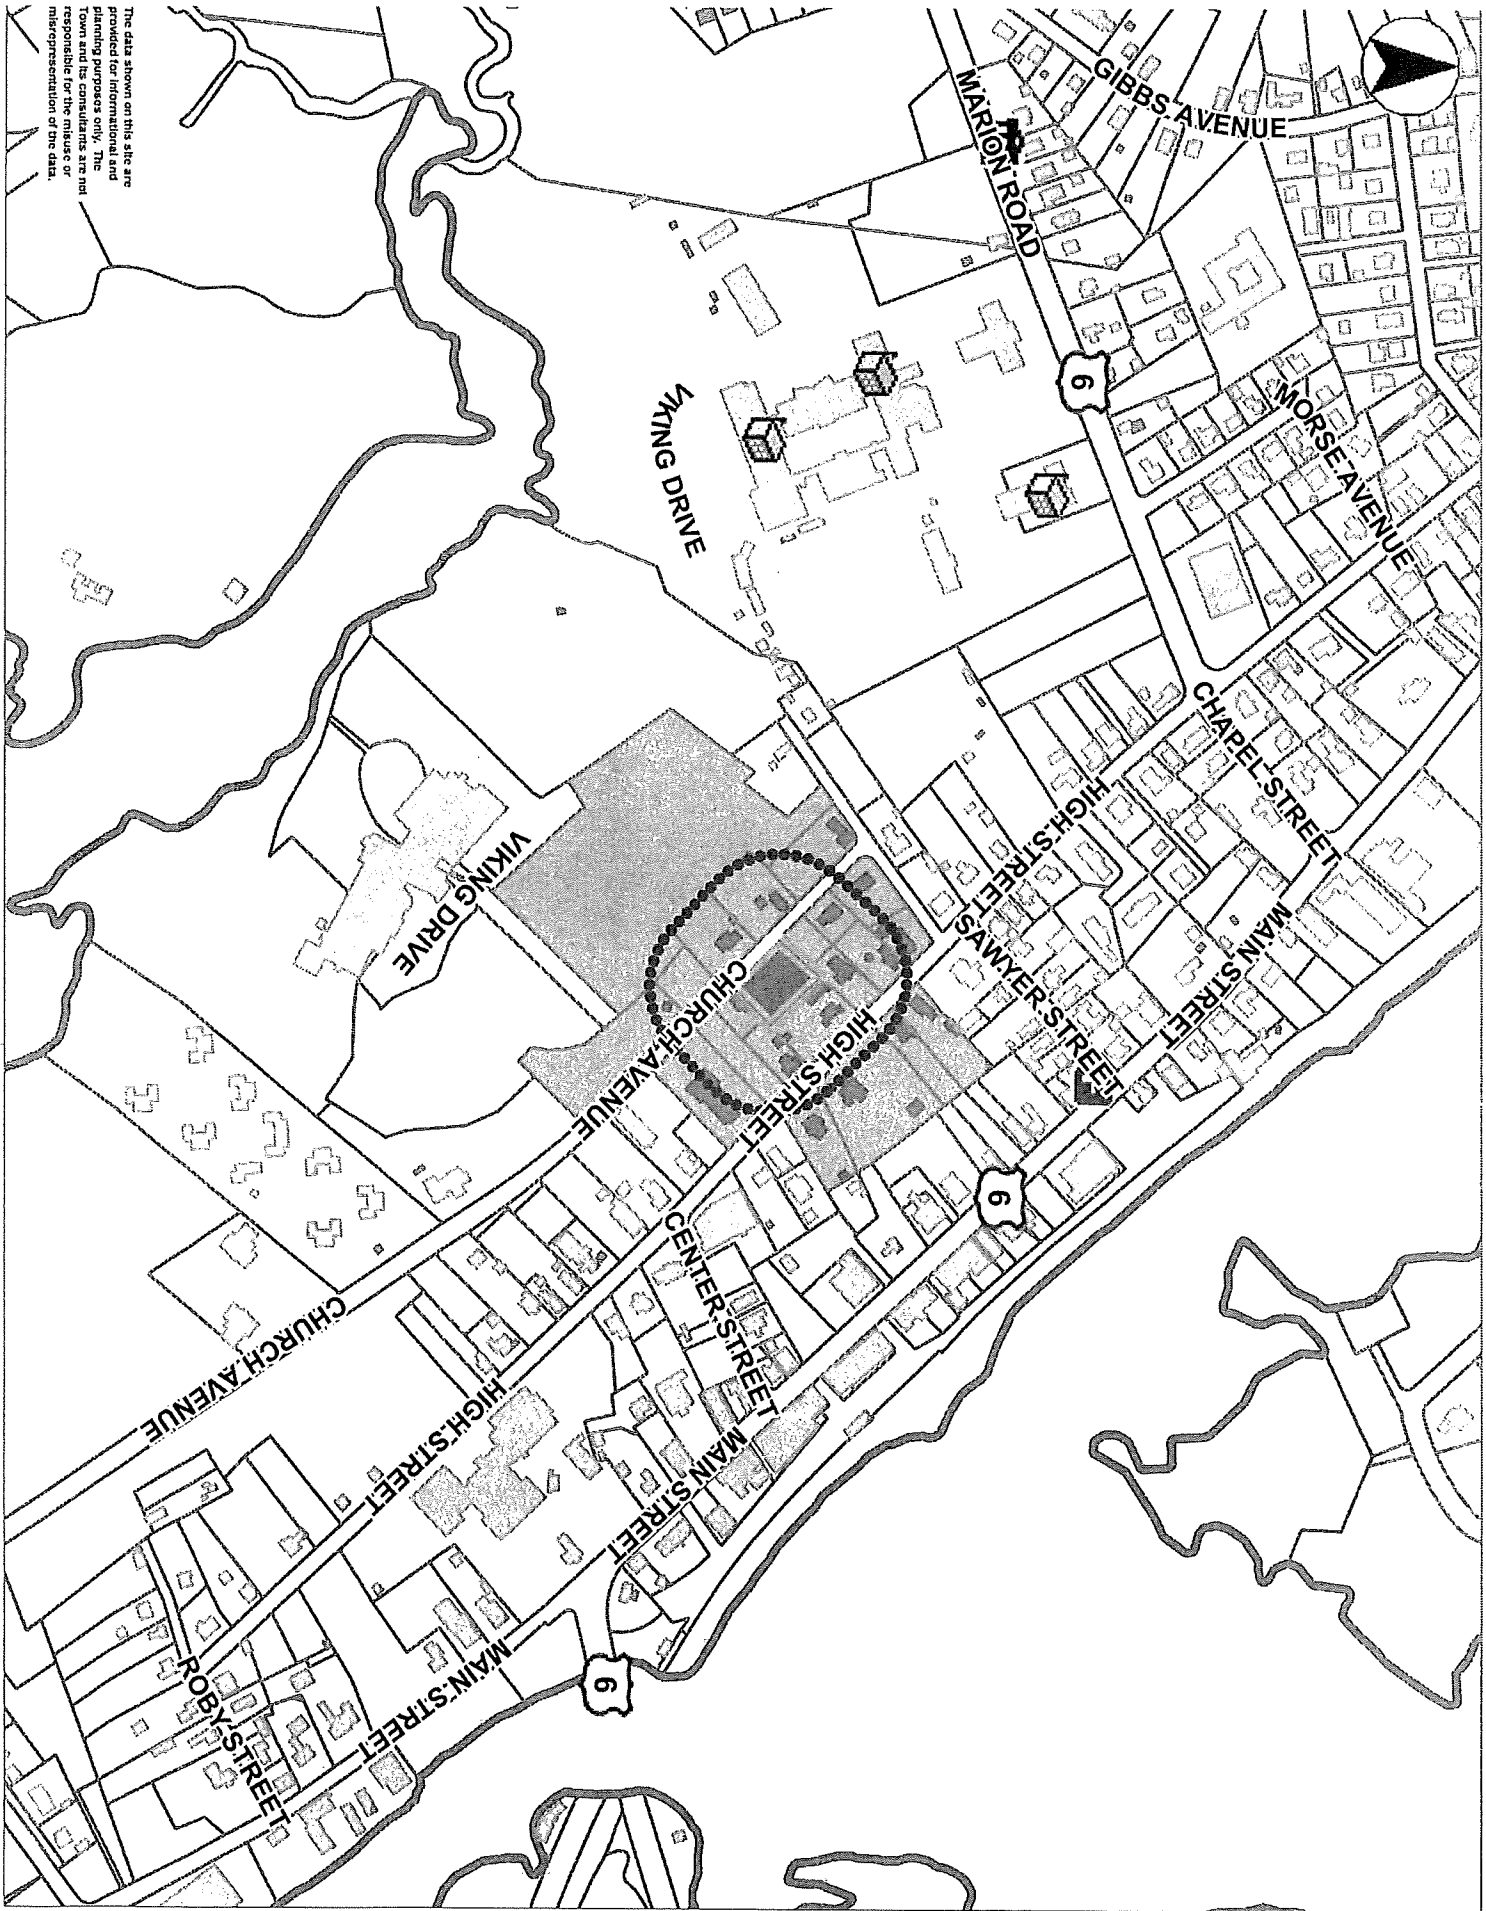 The data shown on this site are
provided for informational and
planning purposes only. The
Town and its consultants are not
responsible for the misuse or
misrepresentation of the data.
GIBBS AVENUE
MARION ROAD
6
MORSE AVENUE
VIKING DRIVE
CHAPEL STREET
HIGH STREET
MAIN STREET
SAWYER STREET
VIKING DRIVE
CHURCH AVENUE
HIGH STREET
MAIN STREET
6
CENTER STREET
CHURCH AVENUE
HIGH STREET
MAIN STREET
6
ROBY STREET
MAIN STREET